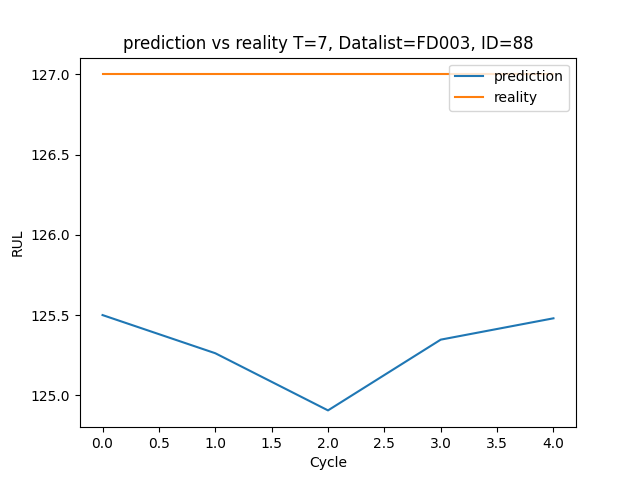 prediction vs reality T=7, Datalist=FD003, ID=88
127.0
126.5
126.0
125.5
125.0
RUL
prediction
reality
0.0 0.5 1.0 1.5 2.0 2.5 3.0 3.5 4.0
Cycle